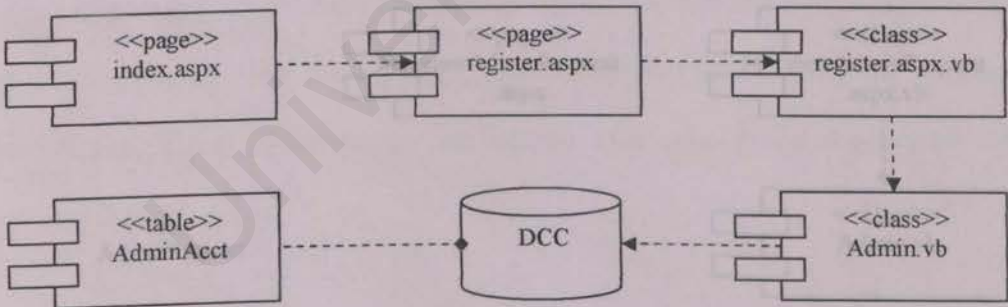 <<page>>
index.aspx
<<page>>
register.aspx
<<class>>
register.aspx.vb
<<table>>
AdminAcct
DCC
<<class>>
Admin.vb